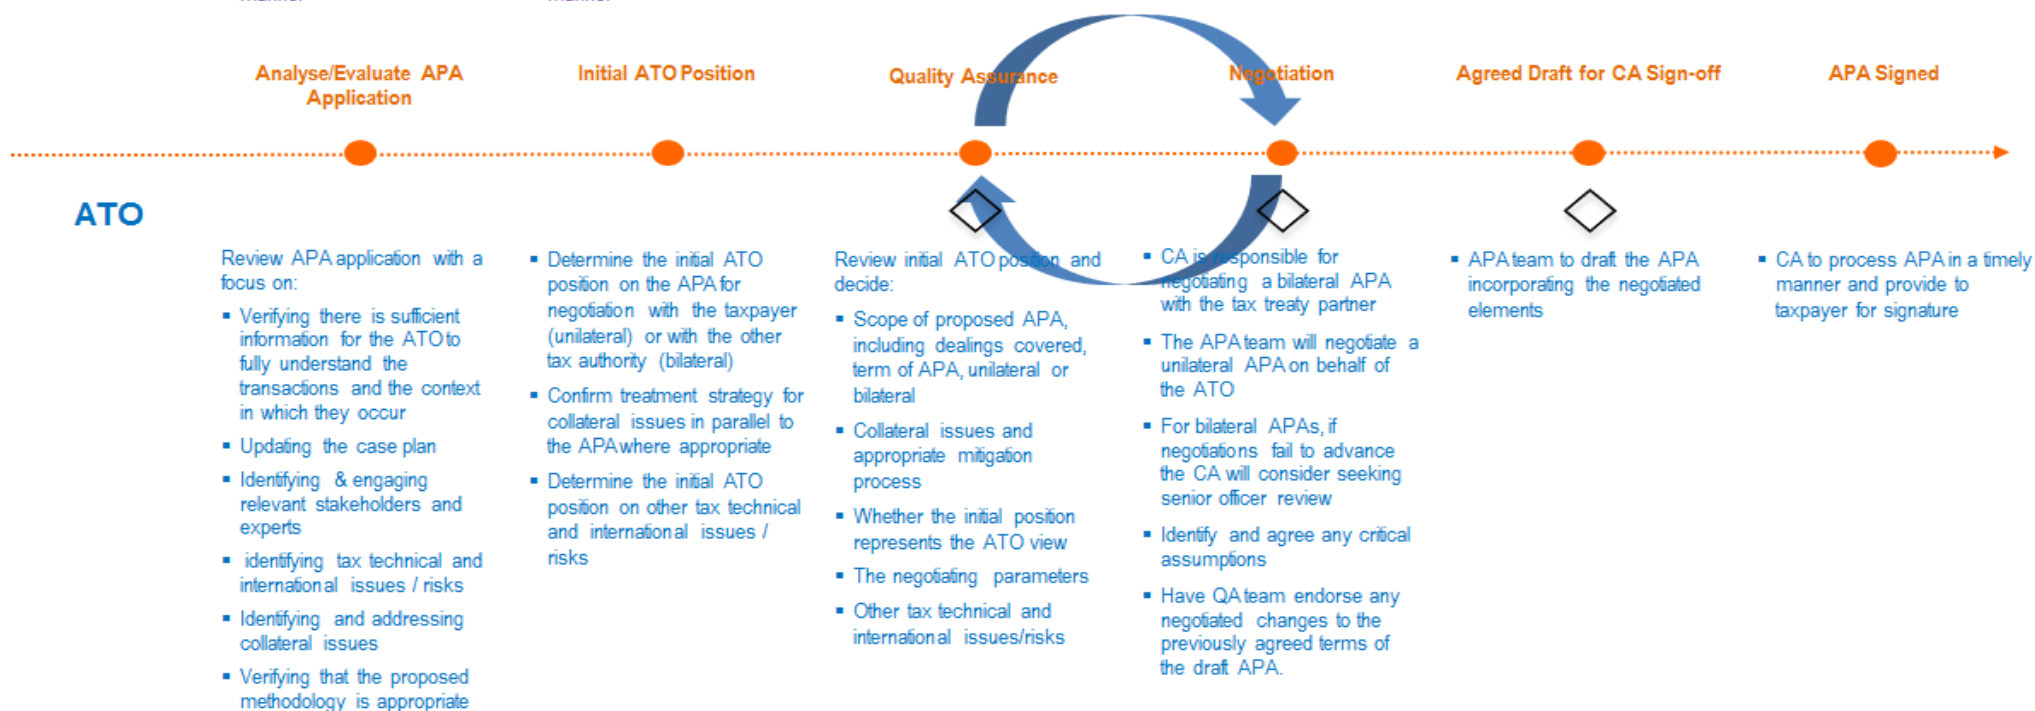 Analyse/Evaluate APA
Application
Initial ATO Position
Quality Assurance
Negotiation
Agreed Draft for CA Sign-off
APA Signed
ATO
Review APA application with a
focus on:
▪ Verifying there is sufficient
information for the ATO to
fully understand the
transactions and the context
in which they occur
▪ Updating the case plan
▪ Identifying & engaging
relevant stakeholders and
experts
▪ identifying tax technical and
international issues / risks
▪ Identifying and addressing
collateral issues
▪ Verifying that the proposed
methodology is appropriate
▪ Determine the initial ATO
position on the APA for
negotiation with the taxpayer
(unilateral) or with the other
tax authority (bilateral)
▪ Confirm treatment strategy for
collateral issues in parallel to
the APA where appropriate
▪ Determine the initial ATO
position on other tax technical
and international issues /
risks
Review initial ATO position and
decide:
▪ Scope of proposed APA,
including dealings covered,
term of APA, unilateral or
bilateral
▪ Collateral issues and
appropriate mitigation
process
▪ Whether the initial position
represents the ATO view
▪ The negotiating parameters
▪ Other tax technical and
international issues/risks
▪ CA is responsible for
negotiating a bilateral APA
with the tax treaty partner
▪ The APA team will negotiate a
unilateral APA on behalf of
the ATO
▪ For bilateral APAs, if
negotiations fail to advance
the CA will consider seeking
senior officer review
▪ Identify and agree any critical
assumptions
▪ Have QA team endorse any
negotiated changes to the
previously agreed terms of
the draft APA.
▪ APA team to draft the APA
incorporating the negotiated
elements
▪ CA to process APA in a timely
manner and provide to
taxpayer for signature